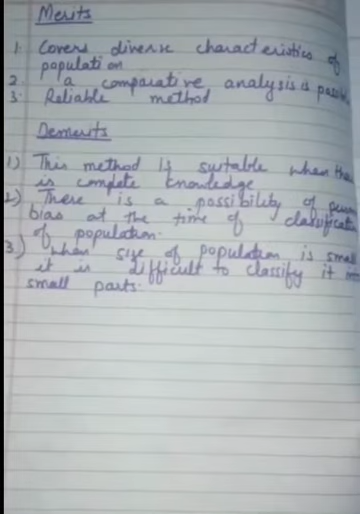 Merits
1. Covers diverse characteristics of
population
2. a comparative analysis is possible
3. Reliable method
Demerits
1) This method is suitable when there
is complete knowledge
2) There is a possibility of
bias at the time of classification
of population.
3.) When size of population is small
it is difficult to classify it
small parts.